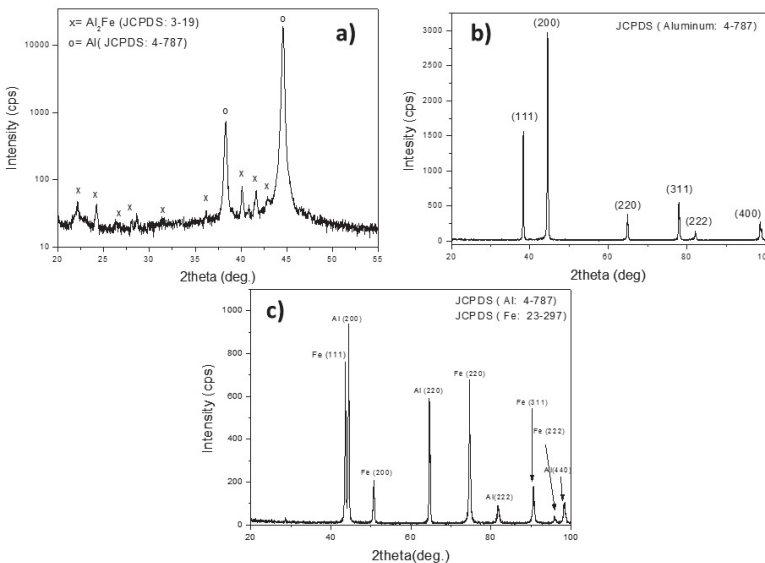 x= Al₂Fe (JCPDS: 3-19)
o= Al( JCPDS: 4-787)
a)
o
o
x
x
x
x
x
x
x
x
x
10000
1000
100
10
Intensity (cps)
20 25 30 35 40 45 50 55
2theta (deg.)
b)
JCPDS ( Aluminum: 4-787)
(200)
(111)
(220)
(311)
(222)
(400)
3000
2500
2000
1500
1000
500
0
Intesity (cps)
20 40 60 80 100
2theta (deg)
c)
JCPDS ( Al: 4-787)
JCPDS ( Fe: 23-297)
Al (200)
Fe (111)
Fe (200)
Al (220)
Fe (220)
Al(222)
Fe (311)
Fe (222)
Al(440)
1000
800
600
400
200
0
Intensity (cps)
20 40 60 80 100
2theta(deg.)